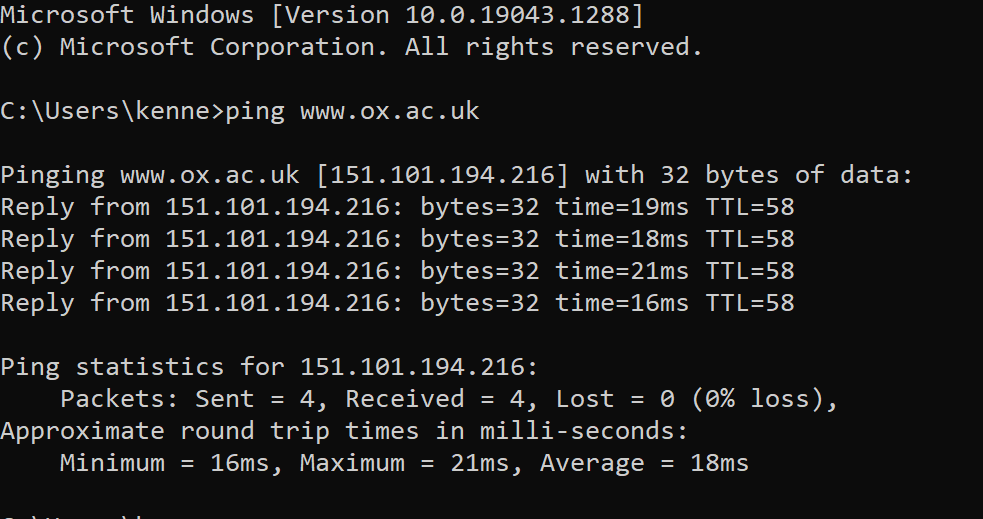 Microsoft Windows [Version 10.0.19043.1288]
(c) Microsoft Corporation. All rights reserved.
C:\Users\kenne>ping www.ox.ac.uk
Pinging www.ox.ac.uk [151.101.194.216] with 32 bytes of data:
Reply from 151.101.194.216: bytes=32 time=19ms TTL=58
Reply from 151.101.194.216: bytes=32 time=18ms TTL=58
Reply from 151.101.194.216: bytes=32 time=21ms TTL=58
Reply from 151.101.194.216: bytes=32 time=16ms TTL=58
Ping statistics for 151.101.194.216:
    Packets: Sent = 4, Received = 4, Lost = 0 (0% loss),
Approximate round trip times in milli-seconds:
    Minimum = 16ms, Maximum = 21ms, Average = 18ms